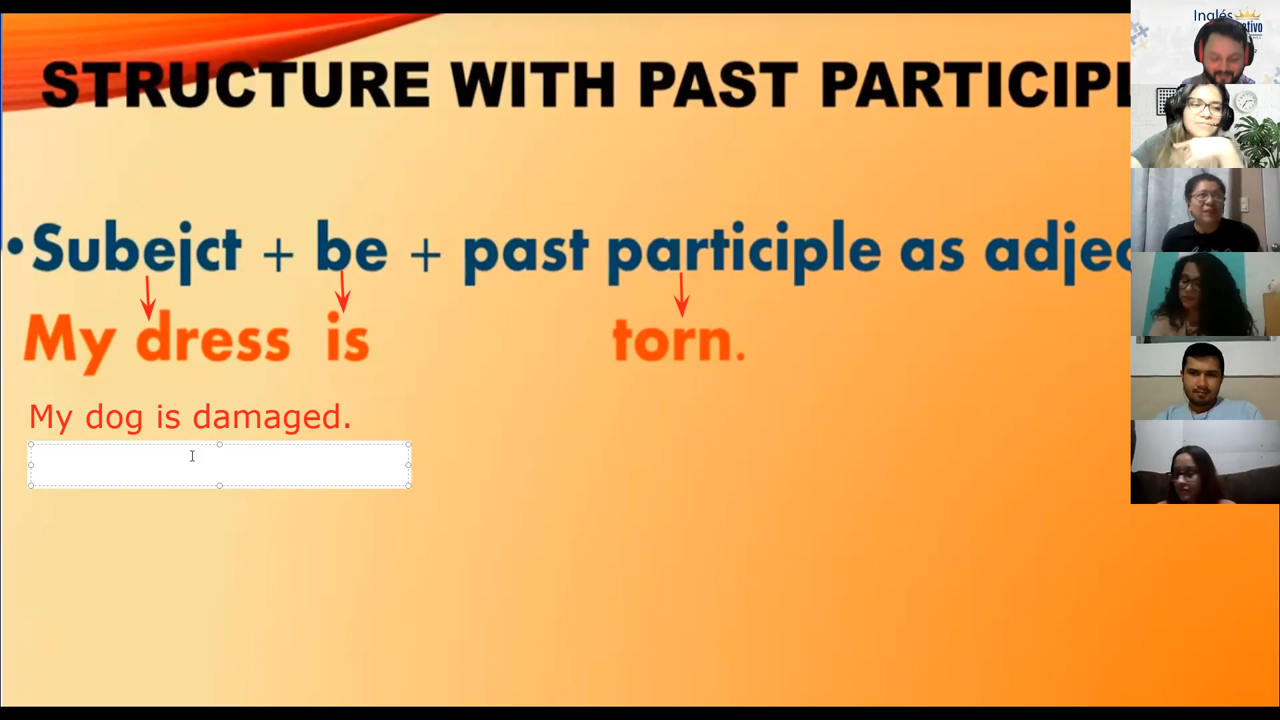 STRUCTURE WITH PAST PARTICIPL
• Subejct + be + past participle as adjec
My dress is torn.
My dog is damaged.
Inglés